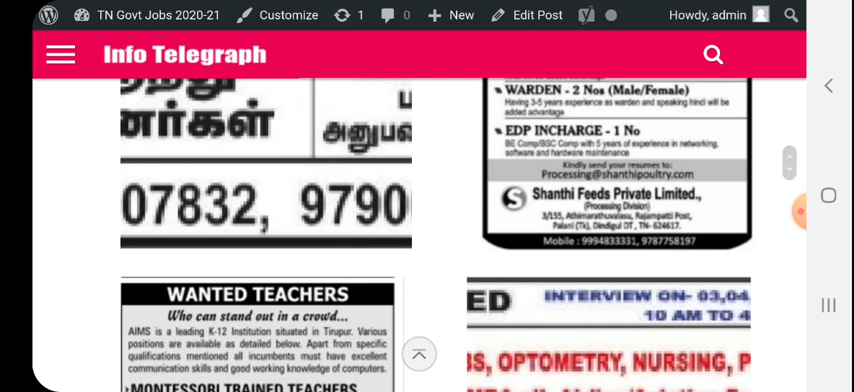 TN Govt Jobs 2020-21 Customize 1 0 New Edit Post Howdy, admin
Info Telegraph
னர்கள்
07832, 9790
WARDEN - 2 Nos (Male/Female)
Having 3-5 years experience as warden and speaking hindi will be
added advantage
EDP INCHARGE - 1 No
BE Comp/BSC Comp with 5 years of experience in networking,
software and hardware maintenance
Kindly send your resumes to:
Processing@shanthipoultry.com
Shanthi Feeds Private Limited.,
(Processing Division)
3/155, Athimarathuvalasu, Rajampatti Post,
Palani (Tk), Dindigul DT, TN- 624617.
Mobile : 9994833331, 9787758197
WANTED TEACHERS
Who can stand out in a crowd...
AIMS is a leading K-12 Institution situated in Tirupur. Various
positions are available as detailed below. Apart from specific
qualifications mentioned all incumbents must have excellent
communication skills and good working knowledge of computers.
MONTESSORI TRAINED TEACHERS
ED INTERVIEW ON- 03,04
10 AM TO 4
S, OPTOMETRY, NURSING, P